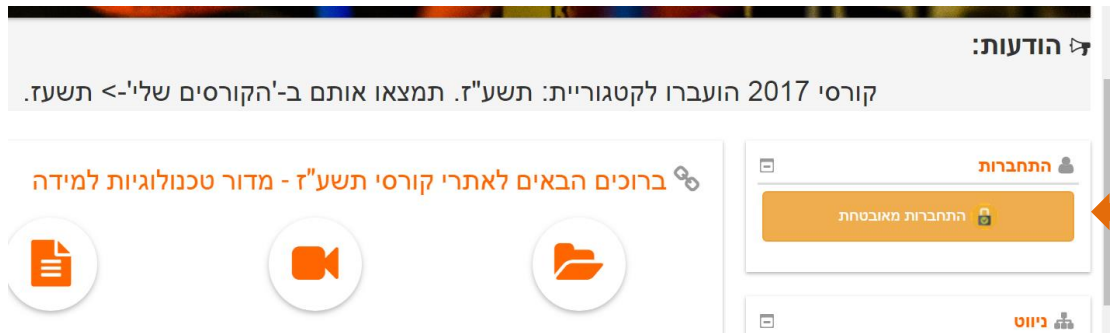 הודעות:
קורסי 2017 הועברו לקטגוריית: תשע"ז. תמצאו אותם ב-'הקורסים שלי'-> תשעז.
התחברות
התחברות מאובטחת
ניווט
ברוכים הבאים לאתרי קורסי תשע"ז - מדור טכנולוגיות למידה